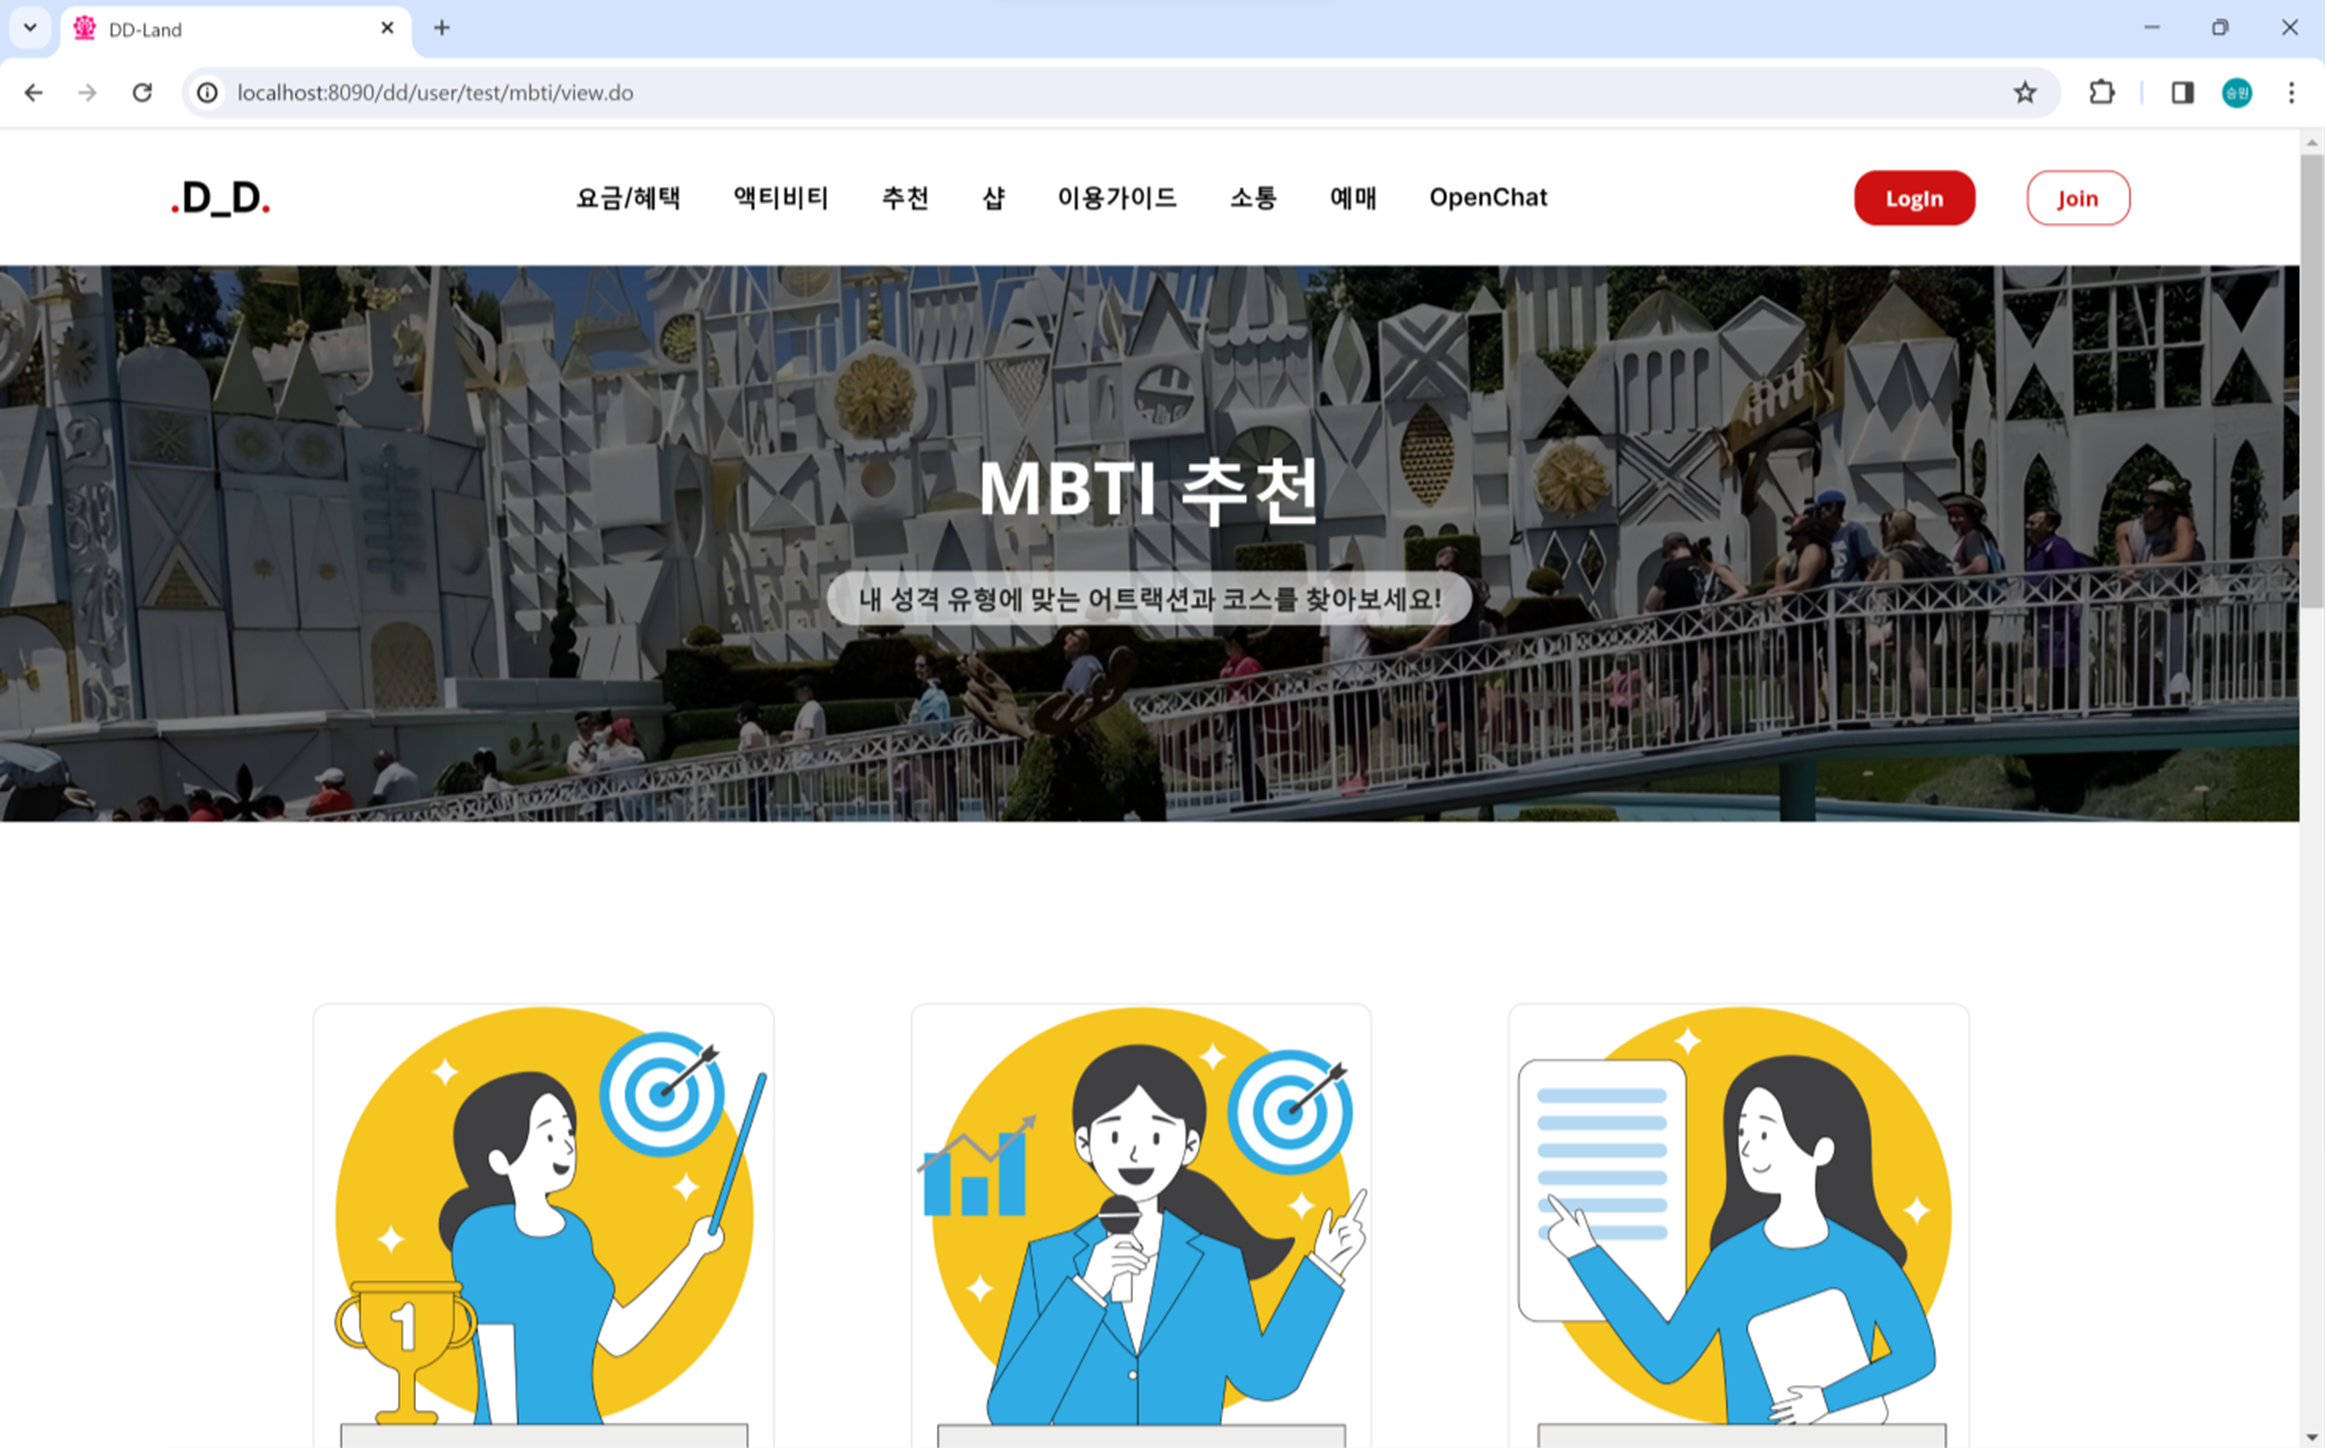 DD-Land
localhost:8090/dd/user/test/mbti/view.do
승원
.D_D.
요금/혜택 액티비티 추천 샵 이용가이드 소통 예매 OpenChat
LogIn
Join
MBTI 추천
내 성격 유형에 맞는 어트랙션과 코스를 찾아보세요!
1